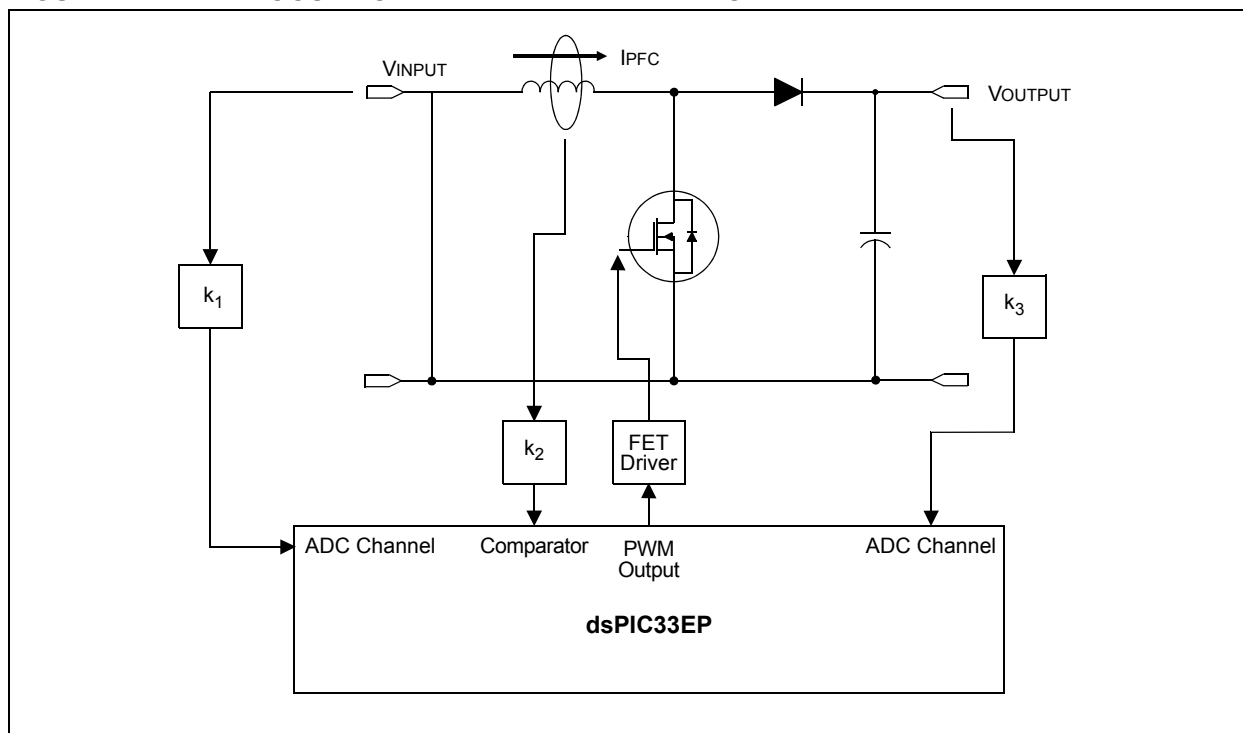 IPFC
VINPUT
VOUTPUT
k1
k3
k2
FET
Driver
ADC Channel
Comparator
PWM
Output
ADC Channel
dsPIC33EP